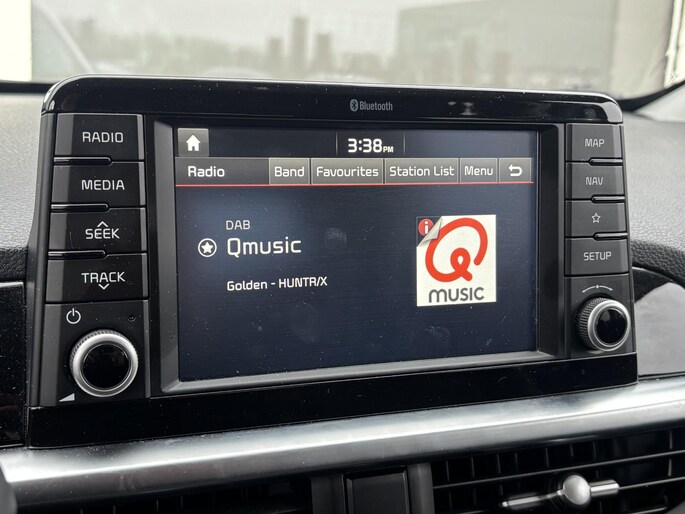 Bluetooth
RADIO
MEDIA
SEEK
TRACK
3:38PM
Radio Band Favourites Station List Menu
DAB
Qmusic
Golden - HUNTR/X
i
Q
MUSIC
MAP
NAV
SETUP